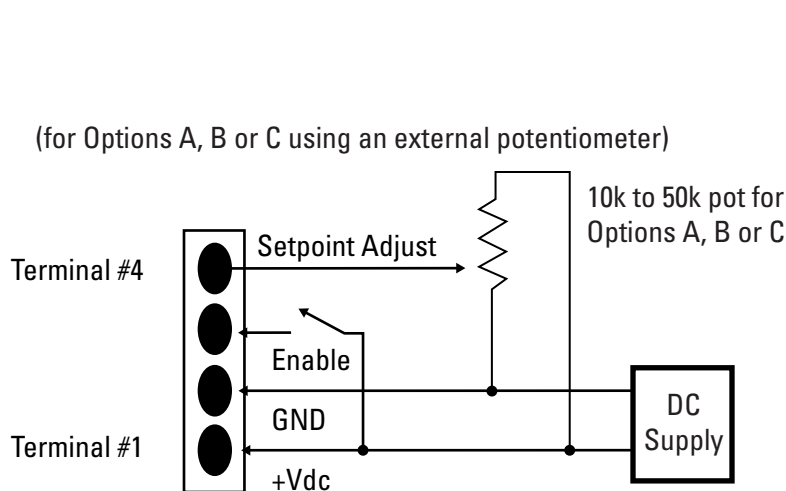 (for Options A, B or C using an external potentiometer)
10k to 50k pot for
Options A, B or C
Setpoint Adjust
Terminal #4
Enable
GND
DC
Supply
Terminal #1
+Vdc